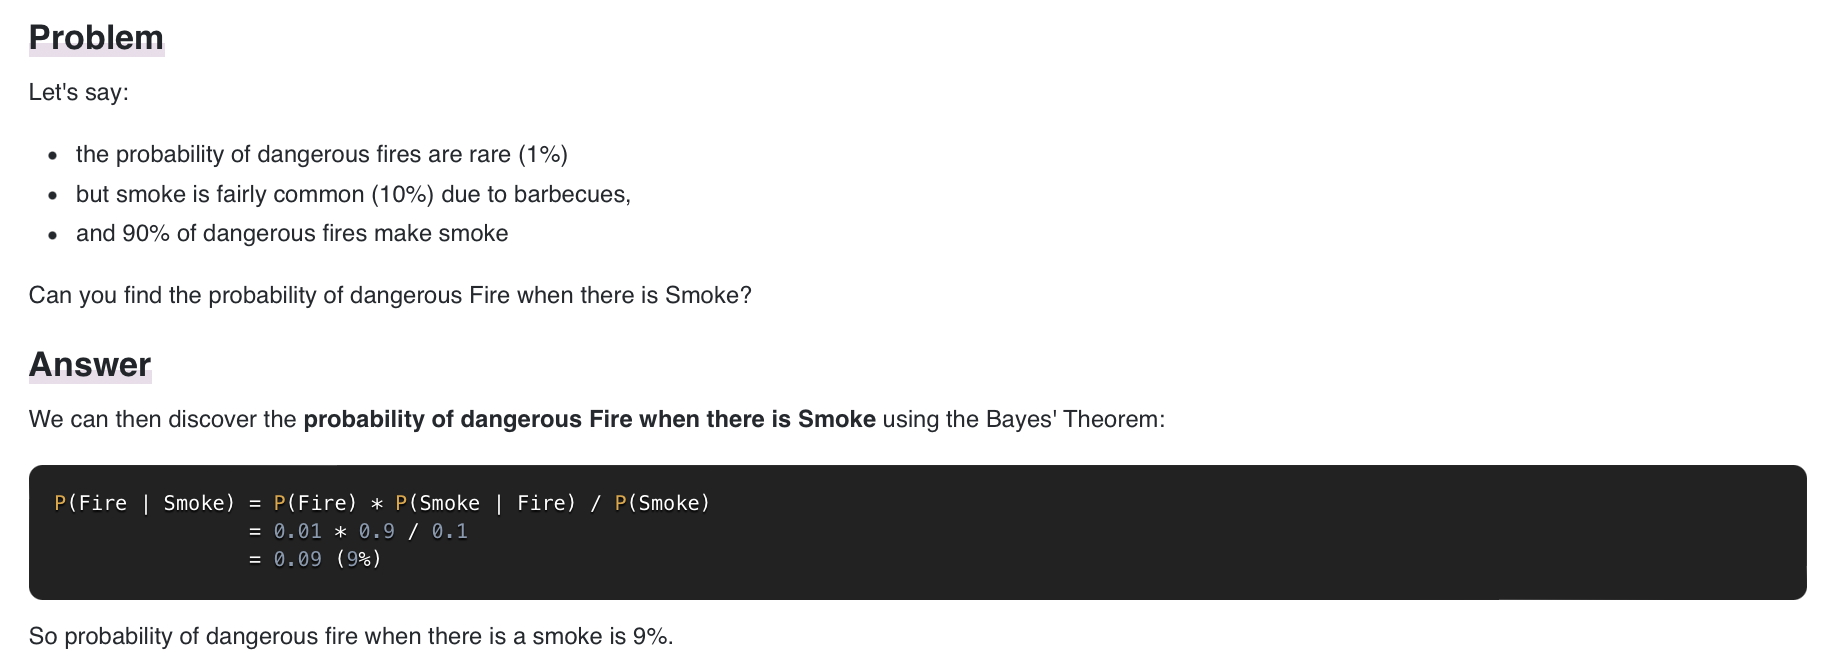 Problem
Let's say:
• the probability of dangerous fires are rare (1%)
• but smoke is fairly common (10%) due to barbecues,
• and 90% of dangerous fires make smoke
Can you find the probability of dangerous Fire when there is Smoke?
Answer
We can then discover the probability of dangerous Fire when there is Smoke using the Bayes' Theorem:
P(Fire | Smoke) = P(Fire) * P(Smoke | Fire) / P(Smoke)
= 0.01 * 0.9 / 0.1
= 0.09 (9%)
So probability of dangerous fire when there is a smoke is 9%.